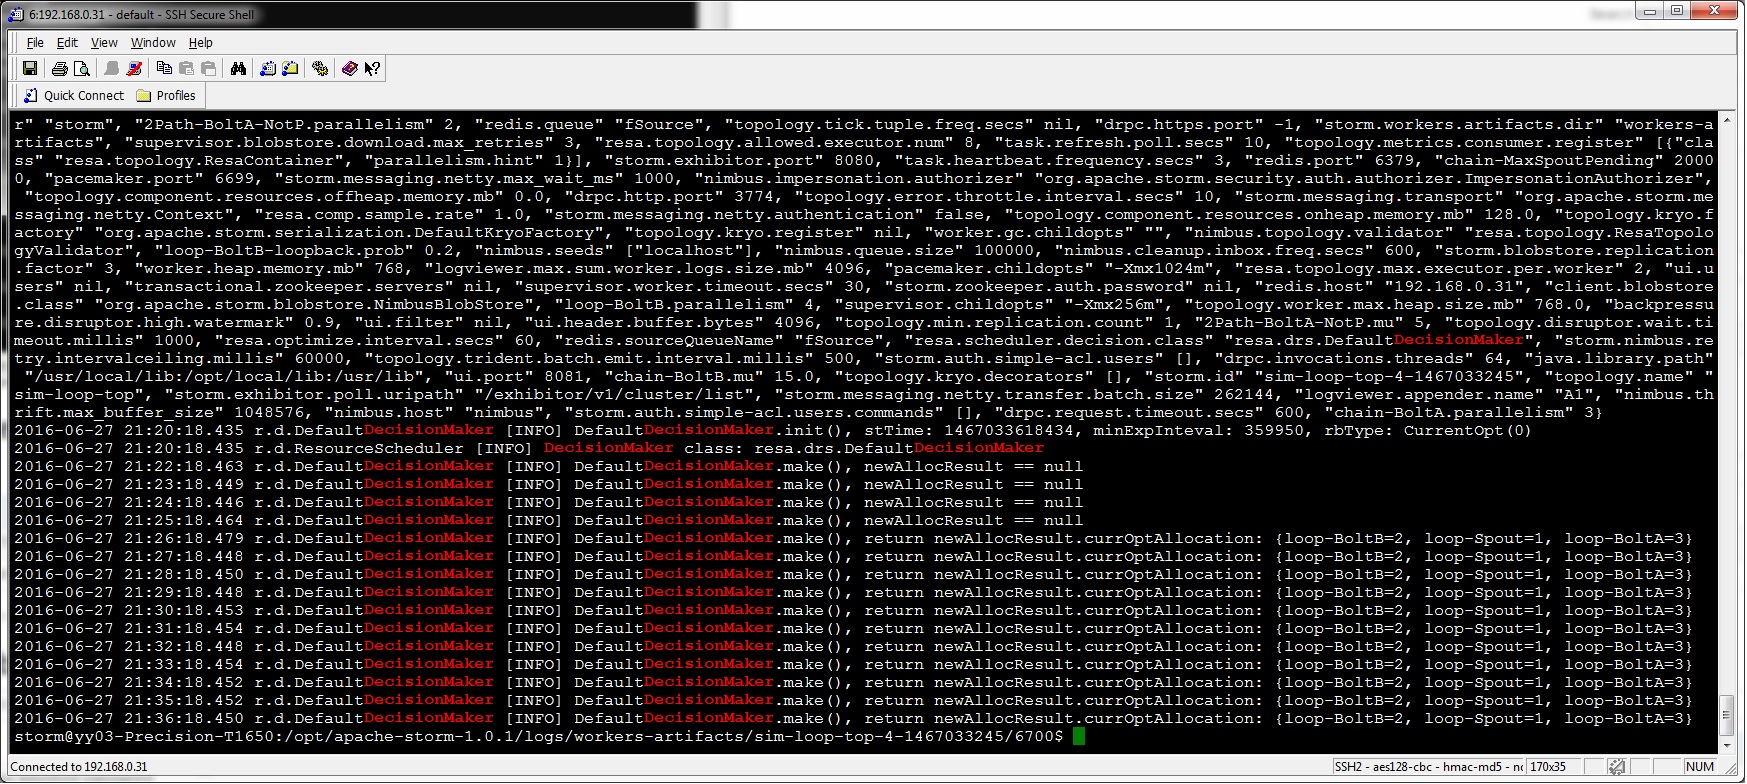 6:192.168.0.31 - default - SSH Secure Shell
File Edit View Window Help
Quick Connect Profiles
r" "storm", "2Path-BoltA-NotP.parallelism" 2, "redis.queue" "fSource", "topology.tick.tuple.freq.secs" nil, "drpc.https.port" -1, "storm.workers.artifacts.dir" "workers-a
rtifacts", "supervisor.blobstore.download.max_retries" 3, "resa.topology.allowed.executor.num" 8, "task.refresh.poll.secs" 10, "topology.metrics.consumer.register" [{"cla
ss" "resa.topology.ResaContainer", "parallelism.hint" 1}], "storm.exhibitor.port" 8080, "task.heartbeat.frequency.secs" 3, "redis.port" 6379, "chain-MaxSpoutPending" 2000
0, "pacemaker.port" 6699, "storm.messaging.netty.max_wait_ms" 1000, "nimbus.impersonation.authorizer" "org.apache.storm.security.auth.authorizer.ImpersonationAuthorizer",
 "topology.component.resources.offheap.memory.mb" 0.0, "drpc.http.port" 3774, "topology.error.throttle.interval.secs" 10, "storm.messaging.transport" "org.apache.storm.me
ssaging.netty.Context", "resa.comp.sample.rate" 1.0, "storm.messaging.netty.authentication" false, "topology.component.resources.onheap.memory.mb" 128.0, "topology.kryo.f
actory" "org.apache.storm.serialization.DefaultKryoFactory", "topology.kryo.register" nil, "worker.gc.childopts" "", "nimbus.topology.validator" "resa.topology.ResaTopolo
gyValidator", "loop-BoltB-loopback.prob" 0.2, "nimbus.seeds" ["localhost"], "nimbus.queue.size" 100000, "nimbus.cleanup.inbox.freq.secs" 600, "storm.blobstore.replication
.factor" 3, "worker.heap.memory.mb" 768, "logviewer.max.sum.worker.logs.size.mb" 4096, "pacemaker.childopts" "-Xmx1024m", "resa.topology.max.executor.per.worker" 2, "ui.u
sers" nil, "transactional.zookeeper.servers" nil, "supervisor.worker.timeout.secs" 30, "storm.zookeeper.auth.password" nil, "redis.host" "192.168.0.31", "client.blobstore
.class" "org.apache.storm.blobstore.NimbusBlobStore", "loop-BoltB.parallelism" 4, "supervisor.childopts" "-Xmx256m", "topology.worker.max.heap.size.mb" 768.0, "backpressu
re.disruptor.high.watermark" 0.9, "ui.filter" nil, "ui.header.buffer.bytes" 4096, "topology.min.replication.count" 1, "2Path-BoltA-NotP.mu" 5, "topology.disruptor.wait.ti
meout.millis" 1000, "resa.optimize.interval.secs" 60, "redis.sourceQueueName" "fSource", "resa.scheduler.decision.class" "resa.drs.DefaultDecisionMaker", "storm.nimbus.re
try.intervalceiling.millis" 60000, "topology.trident.batch.emit.interval.millis" 500, "storm.auth.simple-acl.users" [], "drpc.invocations.threads" 64, "java.library.path"
 "/usr/local/lib:/opt/local/lib:/usr/lib", "ui.port" 8081, "chain-BoltB.mu" 15.0, "topology.kryo.decorators" [], "storm.id" "sim-loop-top-4-1467033245", "topology.name" "
sim-loop-top", "storm.exhibitor.poll.uripath" "/exhibitor/v1/cluster/list", "storm.messaging.netty.transfer.batch.size" 262144, "logviewer.appender.name" "A1", "nimbus.th
rift.max_buffer_size" 1048576, "nimbus.host" "nimbus", "storm.auth.simple-acl.users.commands" [], "drpc.request.timeout.secs" 600, "chain-BoltA.parallelism" 3}
2016-06-27 21:20:18.435 r.d.DefaultDecisionMaker [INFO] DefaultDecisionMaker.init(), stTime: 1467033618434, minExpInteval: 359950, rbType: CurrentOpt(0)
2016-06-27 21:20:18.435 r.d.ResourceScheduler [INFO] DecisionMaker class: resa.drs.DefaultDecisionMaker
2016-06-27 21:22:18.463 r.d.DefaultDecisionMaker [INFO] DefaultDecisionMaker.make(), newAllocResult == null
2016-06-27 21:23:18.449 r.d.DefaultDecisionMaker [INFO] DefaultDecisionMaker.make(), newAllocResult == null
2016-06-27 21:24:18.446 r.d.DefaultDecisionMaker [INFO] DefaultDecisionMaker.make(), newAllocResult == null
2016-06-27 21:25:18.464 r.d.DefaultDecisionMaker [INFO] DefaultDecisionMaker.make(), newAllocResult == null
2016-06-27 21:26:18.479 r.d.DefaultDecisionMaker [INFO] DefaultDecisionMaker.make(), return newAllocResult.currOptAllocation: {loop-BoltB=2, loop-Spout=1, loop-BoltA=3}
2016-06-27 21:27:18.448 r.d.DefaultDecisionMaker [INFO] DefaultDecisionMaker.make(), return newAllocResult.currOptAllocation: {loop-BoltB=2, loop-Spout=1, loop-BoltA=3}
2016-06-27 21:28:18.450 r.d.DefaultDecisionMaker [INFO] DefaultDecisionMaker.make(), return newAllocResult.currOptAllocation: {loop-BoltB=2, loop-Spout=1, loop-BoltA=3}
2016-06-27 21:29:18.448 r.d.DefaultDecisionMaker [INFO] DefaultDecisionMaker.make(), return newAllocResult.currOptAllocation: {loop-BoltB=2, loop-Spout=1, loop-BoltA=3}
2016-06-27 21:30:18.453 r.d.DefaultDecisionMaker [INFO] DefaultDecisionMaker.make(), return newAllocResult.currOptAllocation: {loop-BoltB=2, loop-Spout=1, loop-BoltA=3}
2016-06-27 21:31:18.454 r.d.DefaultDecisionMaker [INFO] DefaultDecisionMaker.make(), return newAllocResult.currOptAllocation: {loop-BoltB=2, loop-Spout=1, loop-BoltA=3}
2016-06-27 21:32:18.448 r.d.DefaultDecisionMaker [INFO] DefaultDecisionMaker.make(), return newAllocResult.currOptAllocation: {loop-BoltB=2, loop-Spout=1, loop-BoltA=3}
2016-06-27 21:33:18.454 r.d.DefaultDecisionMaker [INFO] DefaultDecisionMaker.make(), return newAllocResult.currOptAllocation: {loop-BoltB=2, loop-Spout=1, loop-BoltA=3}
2016-06-27 21:34:18.452 r.d.DefaultDecisionMaker [INFO] DefaultDecisionMaker.make(), return newAllocResult.currOptAllocation: {loop-BoltB=2, loop-Spout=1, loop-BoltA=3}
2016-06-27 21:35:18.452 r.d.DefaultDecisionMaker [INFO] DefaultDecisionMaker.make(), return newAllocResult.currOptAllocation: {loop-BoltB=2, loop-Spout=1, loop-BoltA=3}
2016-06-27 21:36:18.450 r.d.DefaultDecisionMaker [INFO] DefaultDecisionMaker.make(), return newAllocResult.currOptAllocation: {loop-BoltB=2, loop-Spout=1, loop-BoltA=3}
storm@yy03-Precision-T1650:/opt/apache-storm-1.0.1/logs/workers-artifacts/sim-loop-top-4-1467033245/6700$
Connected to 192.168.0.31 SSH2 - aes128-cbc - hmac-md5 - nc 170x35 NUM